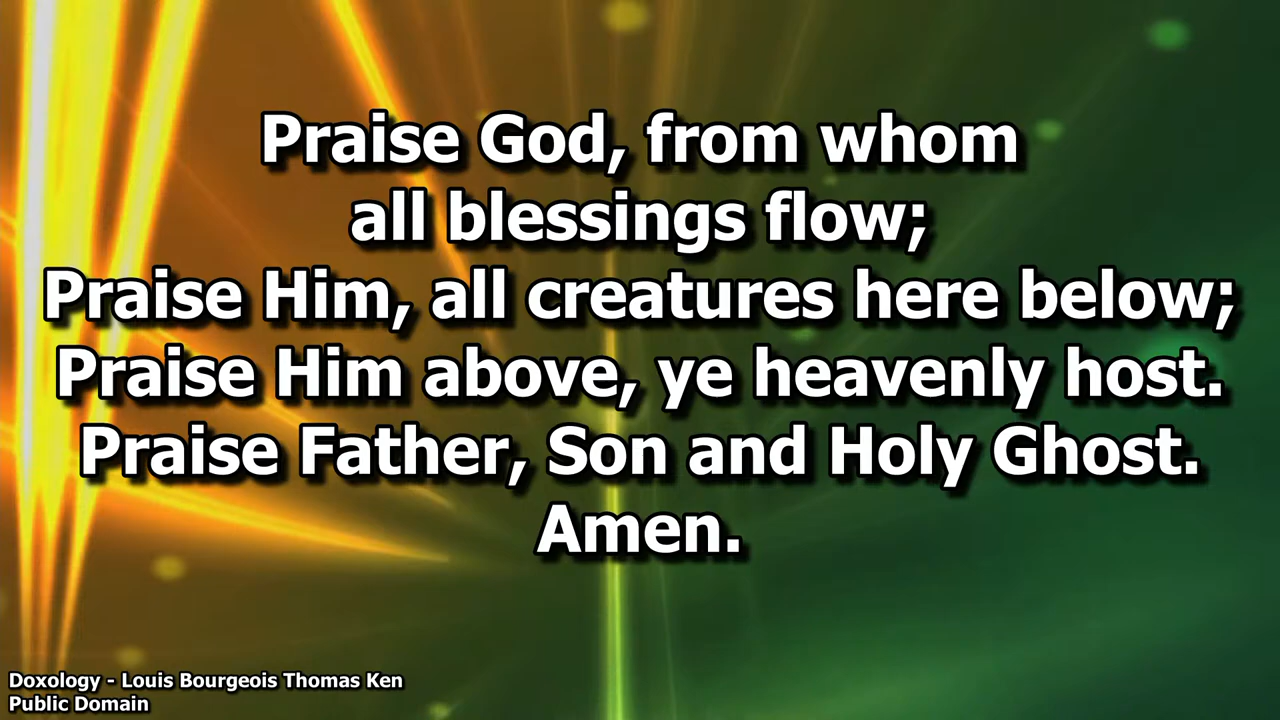 Praise God, from whom
all blessings flow;
Praise Him, all creatures here below;
Praise Him above, ye heavenly host.
Praise Father, Son and Holy Ghost.
Amen.
Doxology - Louis Bourgeois Thomas Ken
Public Domain